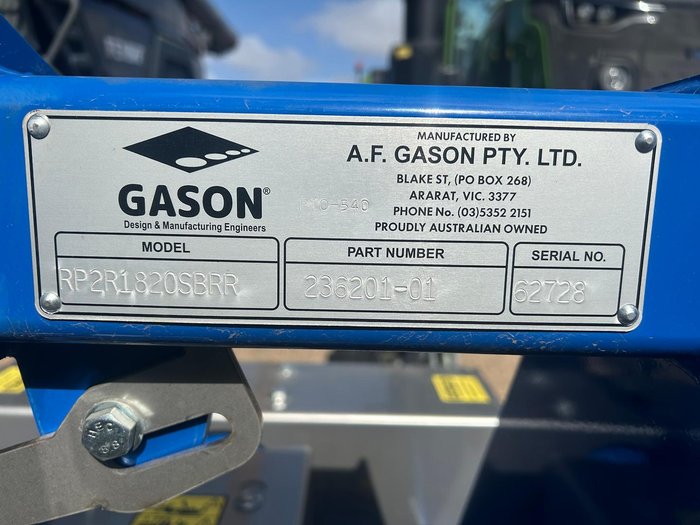 GASON®
Design & Manufacturing Engineers
MANUFACTURED BY
A.F. GASON PTY. LTD.
BLAKE ST, (PO BOX 268)
ARARAT, VIC. 3377
PHONE No. (03)5352 2151
PROUDLY AUSTRALIAN OWNED
PTO-540
MODEL
RP2R1820SBRR
PART NUMBER
236201-01
SERIAL NO.
62728